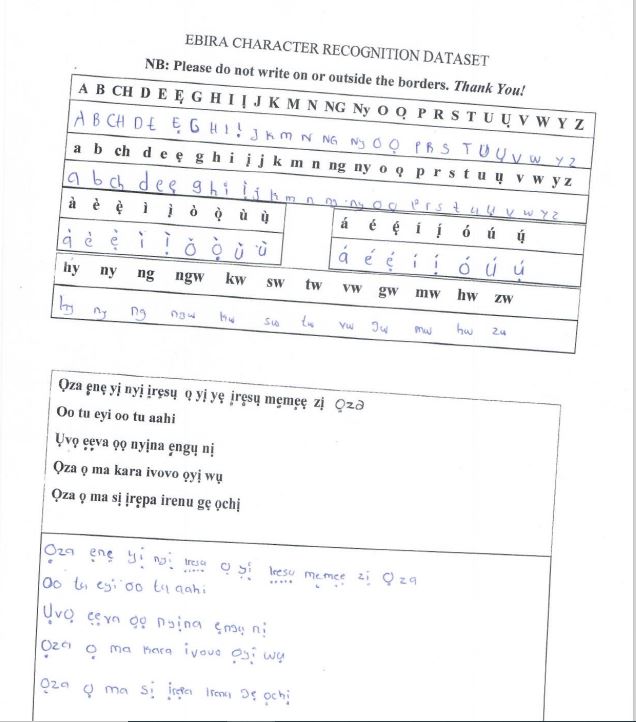 EBIRA CHARACTER RECOGNITION DATASET
NB: Please do not write on or outside the borders. Thank You!
A B CH D E Ẹ G H I Ị J K M N NG Ny O Ọ P R S T U Ụ V W Y Z
A B CH D E Ẹ G H I Ị J K M N NG Ny O Ọ P R S T U Ụ V W Y Z
a b ch d e ẹ g h i ị j k m n ng ny o ọ p r s t u ụ v w y z
a b ch d e ẹ g h i ị j k m n ng ny o ọ p r s t u ụ v w y z
à è ẹ̀ ì ị̀ ò ọ̀ ù ụ̀
à è ẹ̀ ì ị̀ ò ọ̀ ù ụ̀
á é ẹ́ í ị́ ó ú ụ́
á é ẹ́ í ị́ ó ú ụ́
hy ny ng ngw kw sw tw vw gw mw hw zw
hy ny ng ngw kw sw tw vw gw mw hw zw
Ọza ẹnẹ yị nyị ịrẹsụ ọ yị yẹ ịrẹsụ mẹmẹẹ zị Ọza
Oo tu eyi oo tu aahi
Ụvọ ẹẹva ọọ nyịna ẹngụ nị
Ọza ọ ma kara ivovo ọyị wụ
Ọza ọ ma sị ịrẹpa irenu gẹ ọchị
Ọza ẹnẹ yị nyị ịrẹsụ ọ yị ịrẹsụ mẹmẹẹ zị Ọza
Oo tu eyi oo tu aahi
Ụvọ ẹẹva ọọ nyịna ẹngụ nị
Ọza ọ ma kara ivovo ọyị wụ
Ọza ọ ma sị ịrẹpa irenu gẹ ọchị